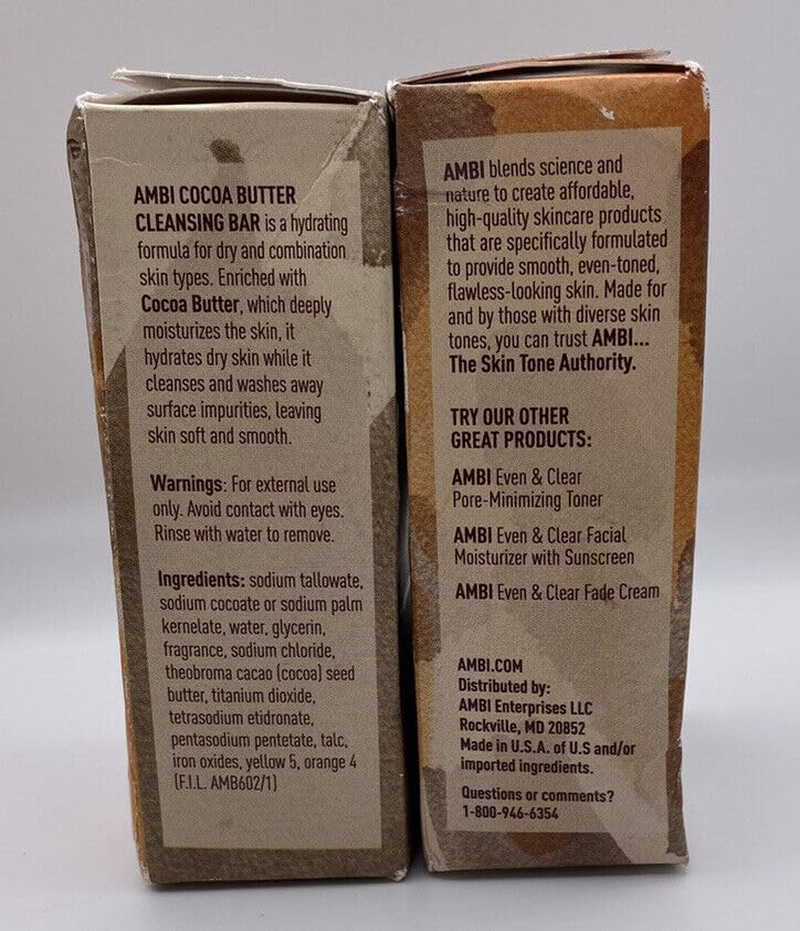 AMBI COCOA BUTTER
CLEANSING BAR is a hydrating
formula for dry and combination
skin types. Enriched with
Cocoa Butter, which deeply
moisturizes the skin, it
hydrates dry skin while it
cleanses and washes away
surface impurities, leaving
skin soft and smooth.
Warnings: For external use
only. Avoid contact with eyes.
Rinse with water to remove.
Ingredients: sodium tallowate,
sodium cocoate or sodium palm
kernelate, water, glycerin,
fragrance, sodium chloride,
theobroma cacao (cocoa) seed
butter, titanium dioxide,
tetrasodium etidronate,
pentasodium pentetate, talc,
iron oxides, yellow 5, orange 4
(F.I.L. AMB602/1)
AMBI blends science and
nature to create affordable,
high-quality skincare products
that are specifically formulated
to provide smooth, even-toned,
flawless-looking skin. Made for
and by those with diverse skin
tones, you can trust AMBI...
The Skin Tone Authority.
TRY OUR OTHER
GREAT PRODUCTS:
AMBI Even & Clear
Pore-Minimizing Toner
AMBI Even & Clear Facial
Moisturizer with Sunscreen
AMBI Even & Clear Fade Cream
AMBI.COM
Distributed by:
AMBI Enterprises LLC
Rockville, MD 20852
Made in U.S.A. of U.S and/or
imported ingredients.
Questions or comments?
1-800-946-6354